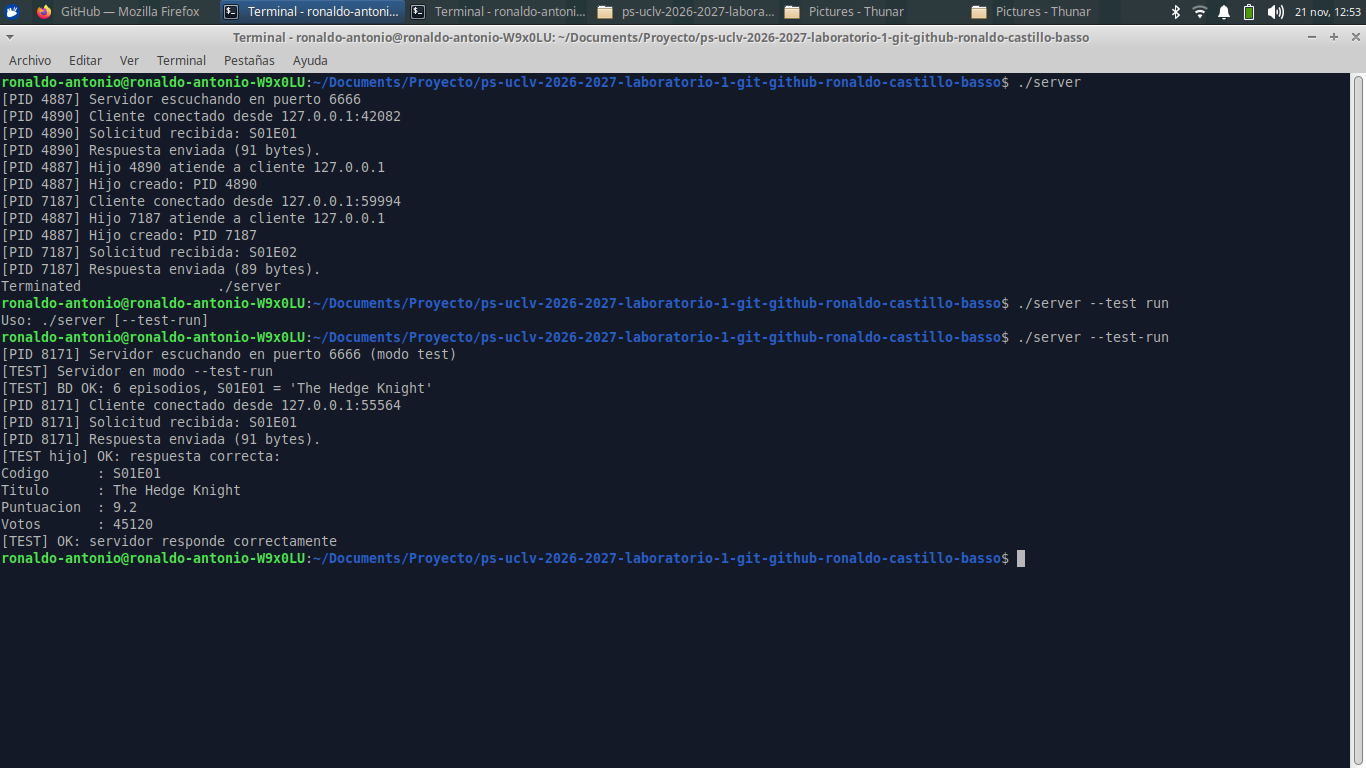 GitHub — Mozilla Firefox
Terminal - ronaldo-antoni...
Terminal - ronaldo-antoni...
ps-uclv-2026-2027-labora...
Pictures - Thunar
Pictures - Thunar
21 nov, 12:53
Terminal - ronaldo-antonio@ronaldo-antonio-W9x0LU: ~/Documents/Proyecto/ps-uclv-2026-2027-laboratorio-1-git-github-ronaldo-castillo-basso
Archivo Editar Ver Terminal Pestañas Ayuda
ronaldo-antonio@ronaldo-antonio-W9x0LU:~/Documents/Proyecto/ps-uclv-2026-2027-laboratorio-1-git-github-ronaldo-castillo-basso$ ./server
[PID 4887] Servidor escuchando en puerto 6666
[PID 4890] Cliente conectado desde 127.0.0.1:42082
[PID 4890] Solicitud recibida: S01E01
[PID 4890] Respuesta enviada (91 bytes).
[PID 4887] Hijo 4890 atiende a cliente 127.0.0.1
[PID 4887] Hijo creado: PID 4890
[PID 7187] Cliente conectado desde 127.0.0.1:59994
[PID 4887] Hijo 7187 atiende a cliente 127.0.0.1
[PID 4887] Hijo creado: PID 7187
[PID 7187] Solicitud recibida: S01E02
[PID 7187] Respuesta enviada (89 bytes).
Terminated                 ./server
ronaldo-antonio@ronaldo-antonio-W9x0LU:~/Documents/Proyecto/ps-uclv-2026-2027-laboratorio-1-git-github-ronaldo-castillo-basso$ ./server --test run
Uso: ./server [--test-run]
ronaldo-antonio@ronaldo-antonio-W9x0LU:~/Documents/Proyecto/ps-uclv-2026-2027-laboratorio-1-git-github-ronaldo-castillo-basso$ ./server --test-run
[PID 8171] Servidor escuchando en puerto 6666 (modo test)
[TEST] Servidor en modo --test-run
[TEST] BD OK: 6 episodios, S01E01 = 'The Hedge Knight'
[PID 8171] Cliente conectado desde 127.0.0.1:55564
[PID 8171] Solicitud recibida: S01E01
[PID 8171] Respuesta enviada (91 bytes).
[TEST hijo] OK: respuesta correcta:
Codigo      : S01E01
Titulo      : The Hedge Knight
Puntuacion  : 9.2
Votos       : 45120
[TEST] OK: servidor responde correctamente
ronaldo-antonio@ronaldo-antonio-W9x0LU:~/Documents/Proyecto/ps-uclv-2026-2027-laboratorio-1-git-github-ronaldo-castillo-basso$